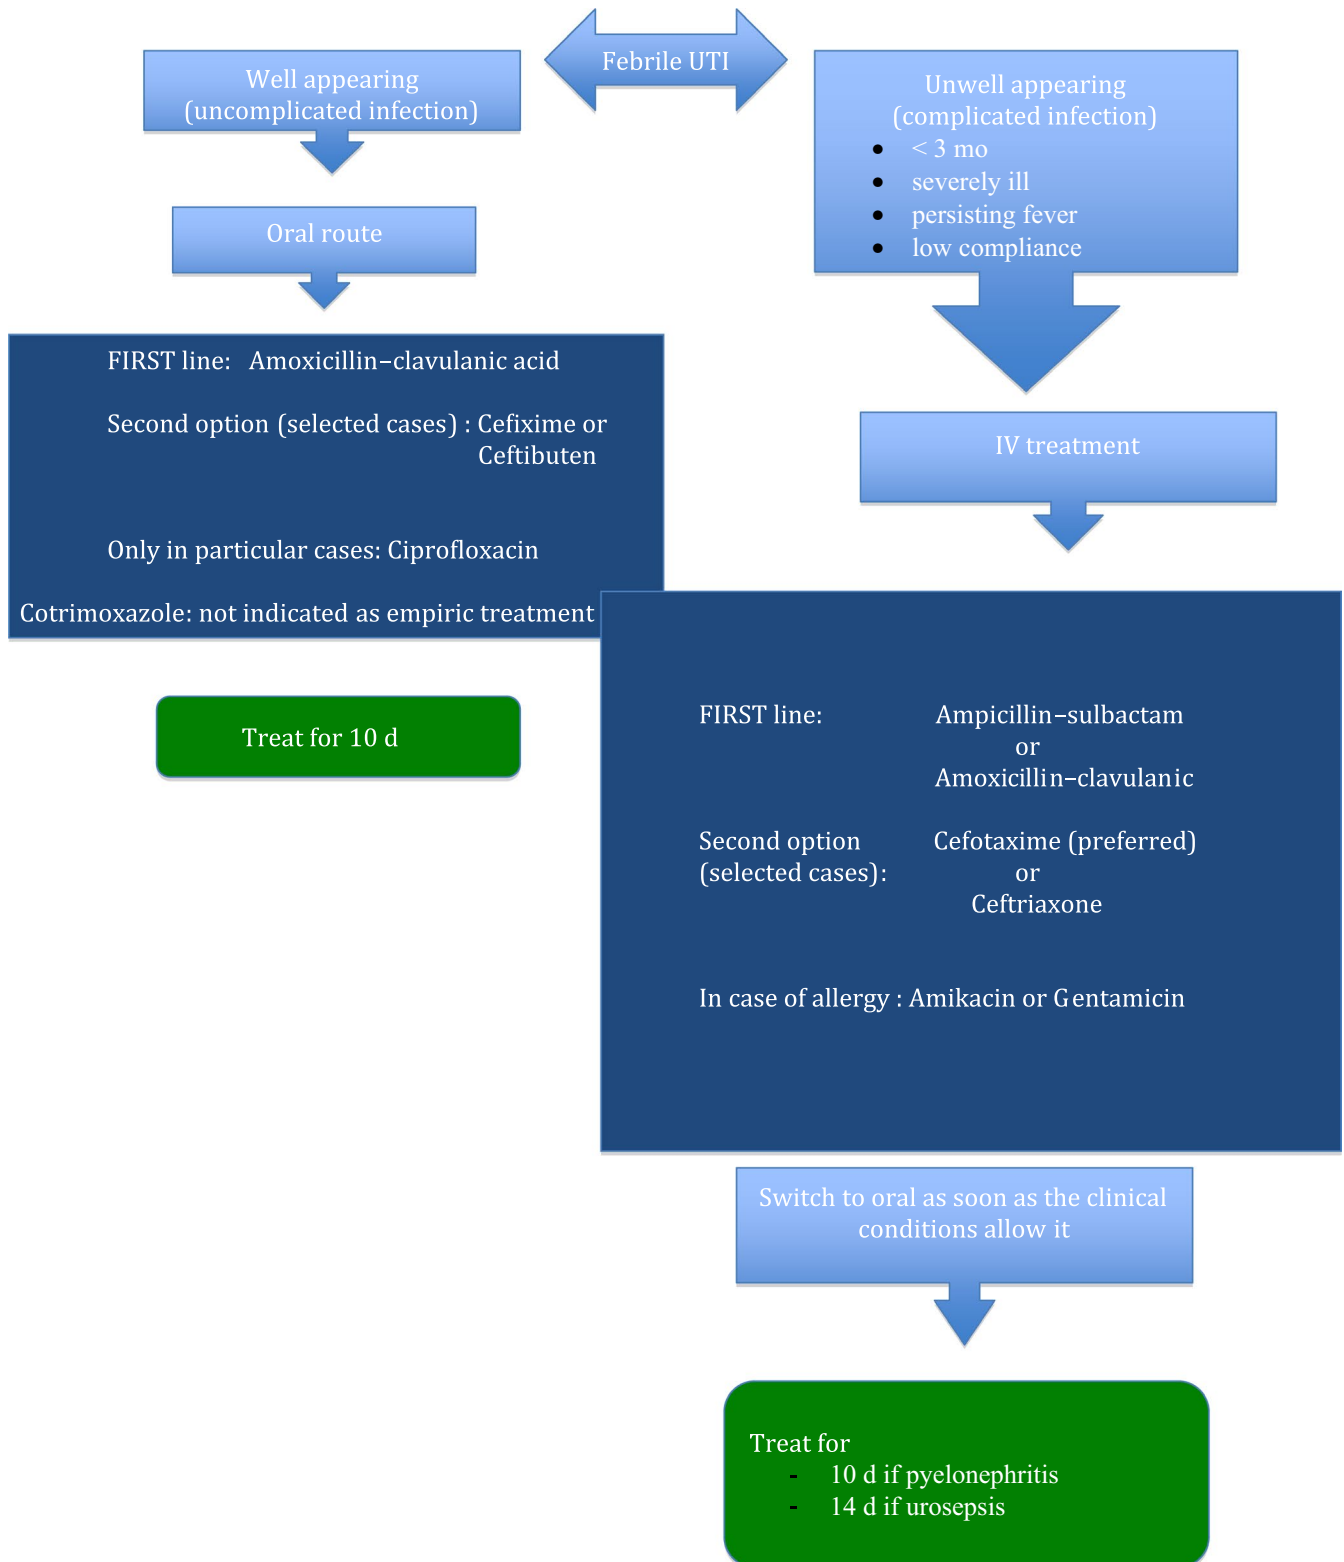 Febrile UTI
Well appearing
(uncomplicated infection)
Oral route
FIRST line: Amoxicillin–clavulanic acid
Second option (selected cases) : Cefixime or
Ceftibuten
Only in particular cases: Ciprofloxacin
Cotrimoxazole: not indicated as empiric treatment
Treat for 10 d
Unwell appearing
(complicated infection)
• < 3 mo
• severely ill
• persisting fever
• low compliance
IV treatment
FIRST line: Ampicillin–sulbactam
or
Amoxicillin–clavulanic
Second option Cefotaxime (preferred)
(selected cases): or
Ceftriaxone
In case of allergy : Amikacin or Gentamicin
Switch to oral as soon as the clinical
conditions allow it
Treat for
- 10 d if pyelonephritis
- 14 d if urosepsis